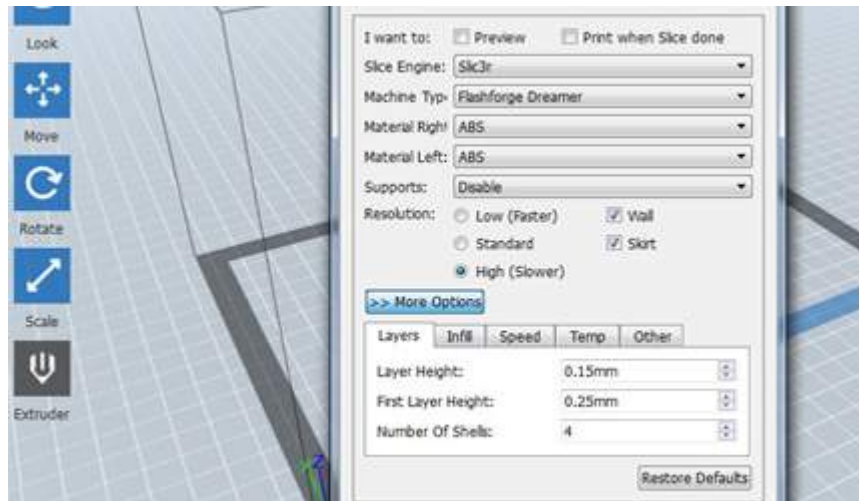 Look
Move
Rotate
Scale
Extruder
I want to: Preview Print when Slice done
Slice Engine: Slic3r
Machine Typ Flashforge Dreamer
Material Righ ABS
Material Left: ABS
Supports: Disable
Resolution: Low (Faster) Wall
Standard Skirt
High (Slower)
>> More Options
Layers Infill Speed Temp Other
Layer Height: 0.15mm
First Layer Height: 0.25mm
Number Of Shells: 4
Restore Defaults
Z